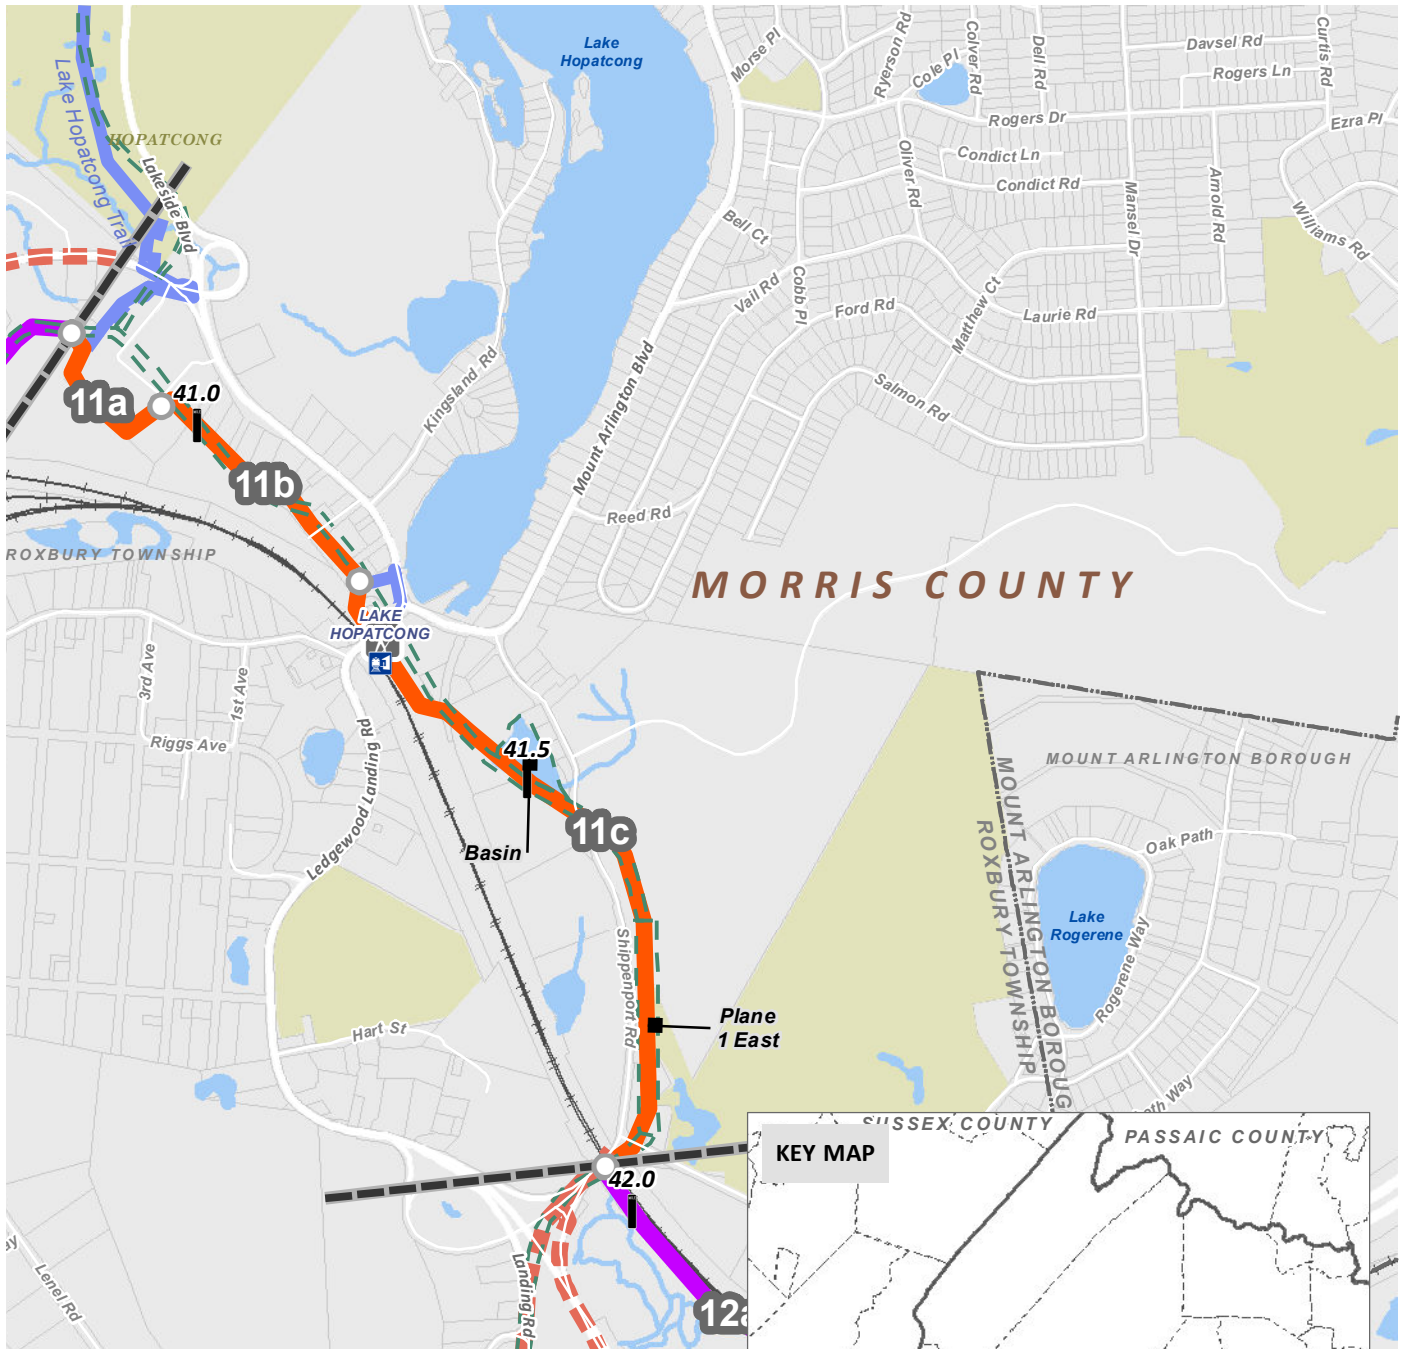 Lake
Hopatcong
Morse Pl
Ryerson Rd
Cole Pl
Colver Rd
Dell Rd
Davsel Rd
Rogers Ln
Curtis Rd
Rogers Dr
Ezra Pl
Lake Hopatcong Trail
HOPATCONG
Lakeside Blvd
Oliver Rd
Condict Ln
Condict Rd
Mansel Dr
Arnold Rd
Williams Rd
Bell Ct
Vail Rd
Cobb Pl
Ford Rd
Matthew Ct
Laurie Rd
Salmon Rd
Kingsland Rd
Mount Arlington Blvd
Reed Rd
11a
41.0
11b
ROXBURY TOWNSHIP
MORRIS COUNTY
LAKE
HOPATCONG
3rd Ave
1st Ave
Riggs Ave
Ledgewood Landing Rd
41.5
Basin
11c
MOUNT ARLINGTON BOROUGH
MOUNT ARLINGTON BOROUG
ROXBURY TOWNSHIP
Oak Path
Lake
Rogerene
Rogerene Way
Shippenport Rd
Plane
1 East
Hart St
oth Way
42.0
Landing Rd
Lenel Rd
ay
12a
KEY MAP
SUSSEX COUNTY
PASSAIC COUNTY